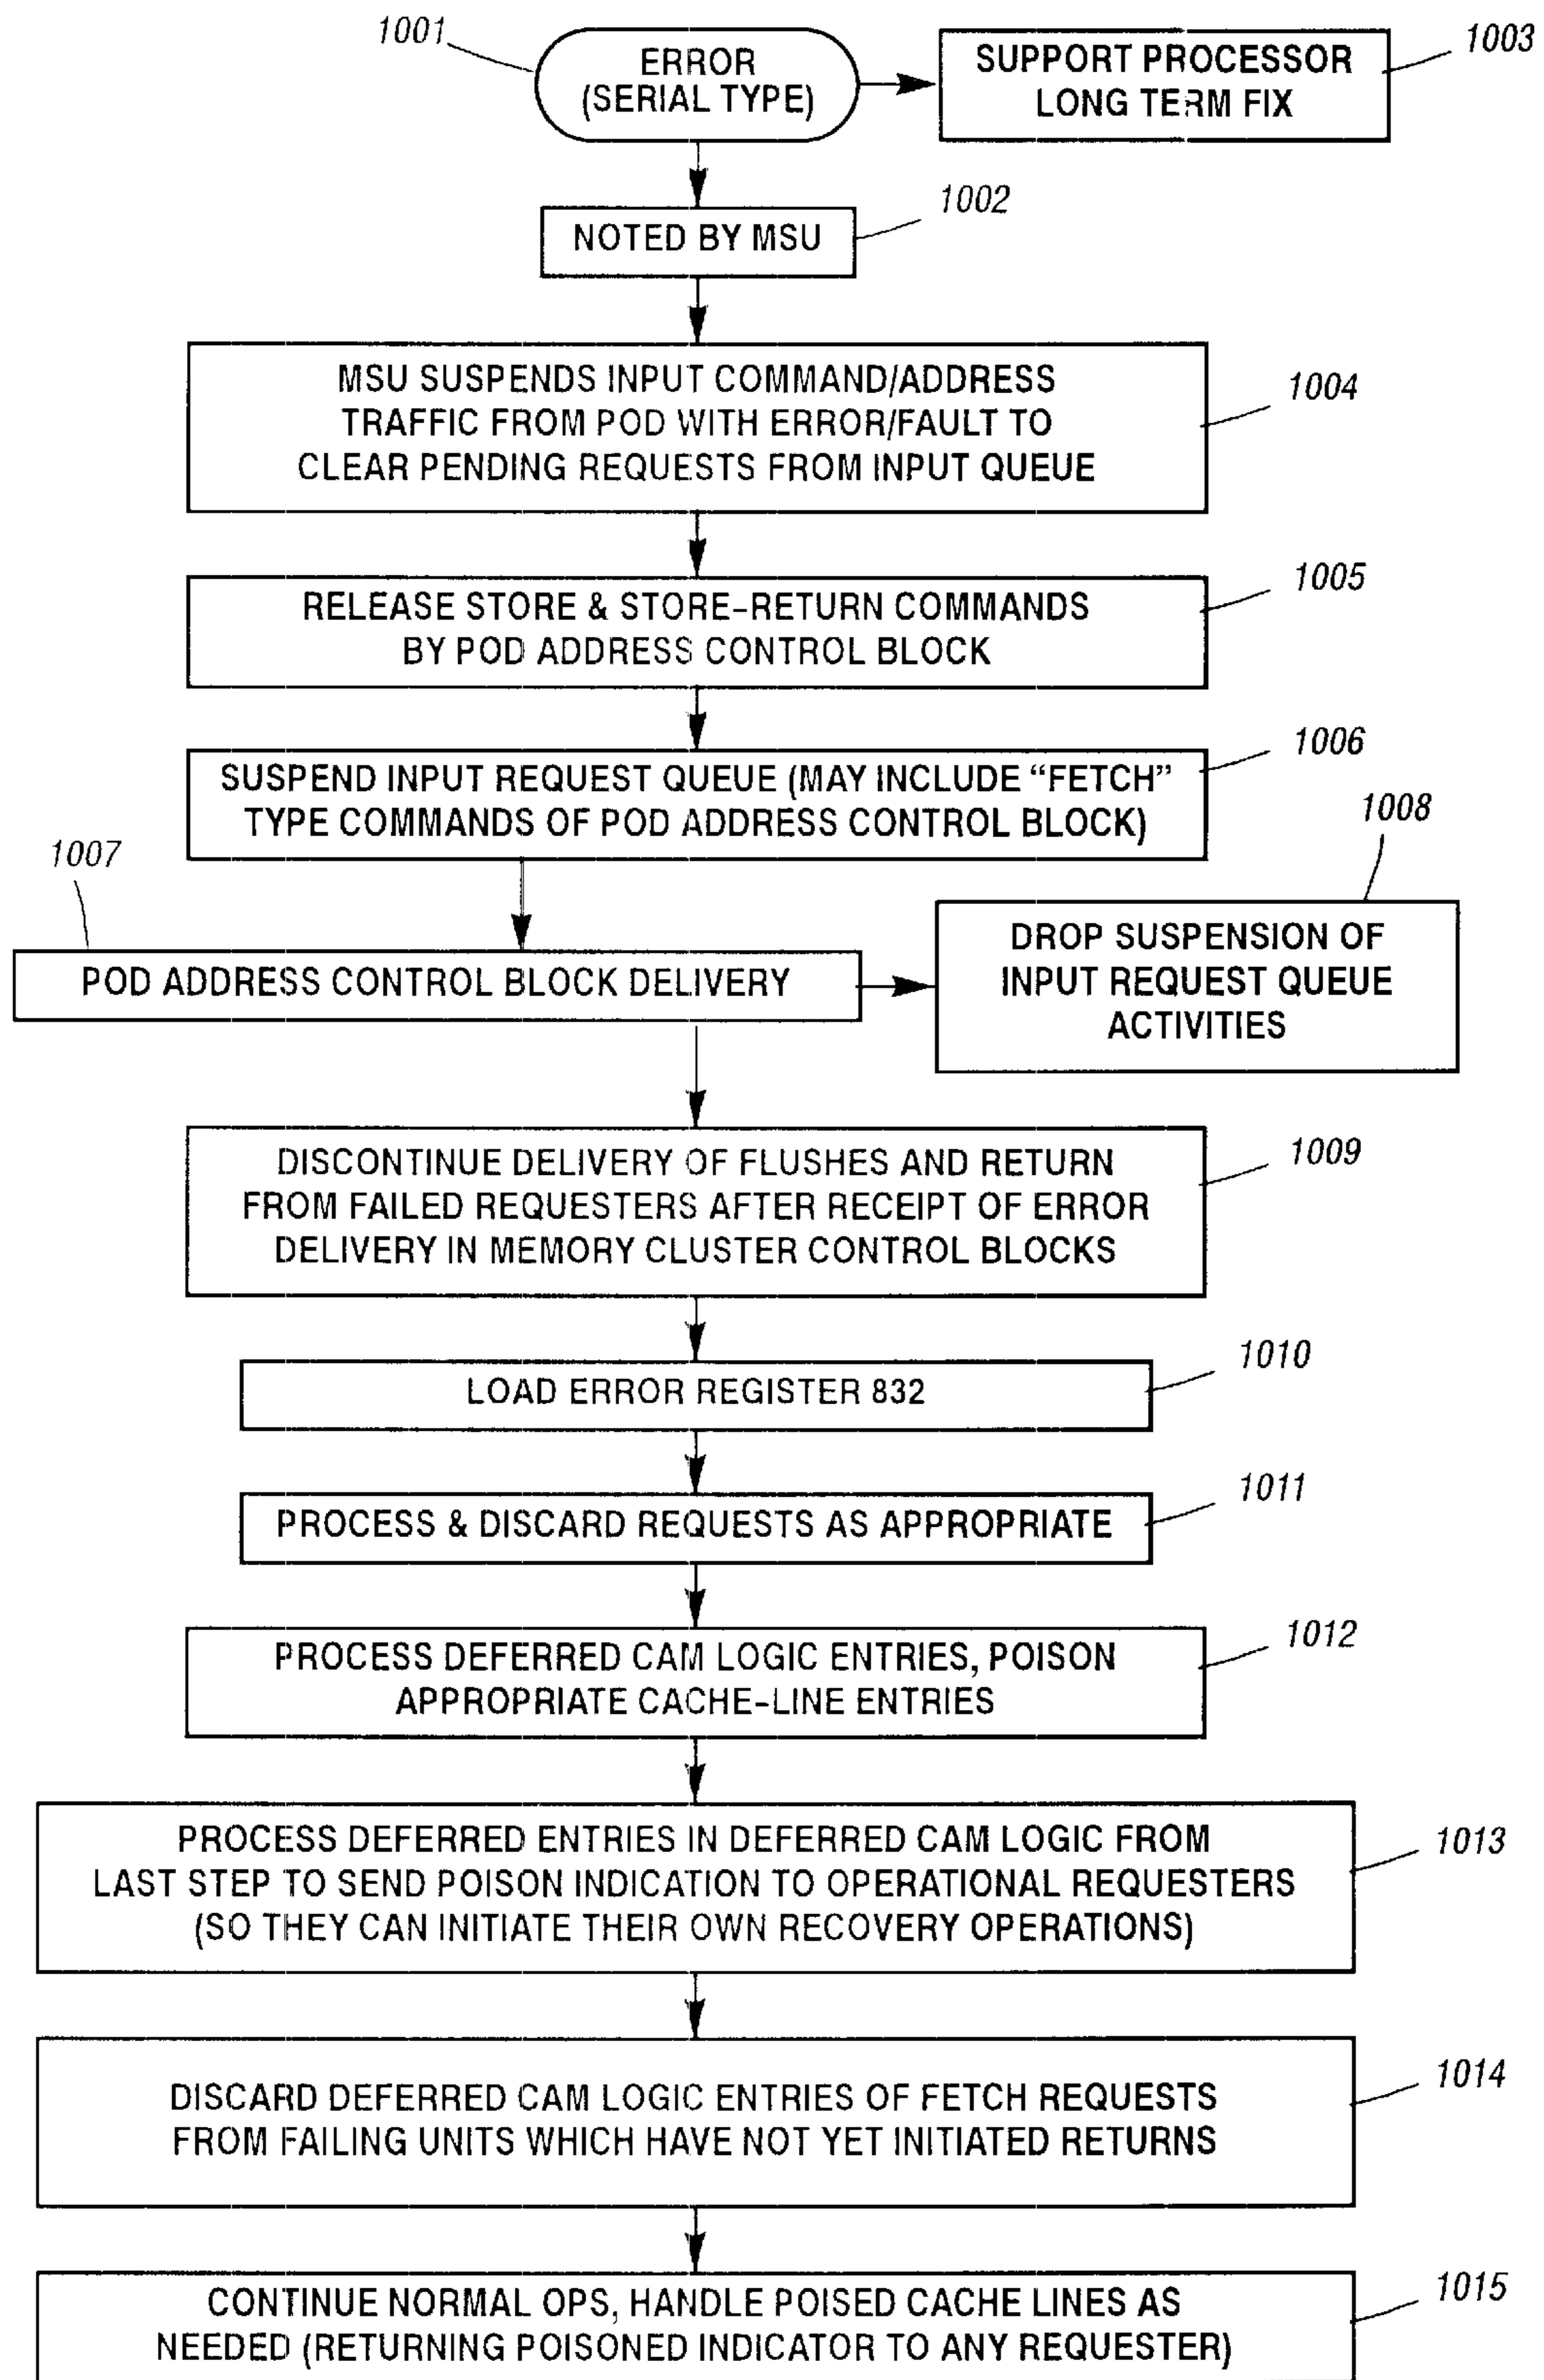 1001
ERROR
(SERIAL TYPE)
SUPPORT PROCESSOR
LONG TERM FIX
1003
NOTED BY MSU
1002
MSU SUSPENDS INPUT COMMAND/ADDRESS
TRAFFIC FROM POD WITH ERROR/FAULT TO
CLEAR PENDING REQUESTS FROM INPUT QUEUE
1004
RELEASE STORE & STORE-RETURN COMMANDS
BY POD ADDRESS CONTROL BLOCK
1005
SUSPEND INPUT REQUEST QUEUE (MAY INCLUDE “FETCH”
TYPE COMMANDS OF POD ADDRESS CONTROL BLOCK)
1006
1007
POD ADDRESS CONTROL BLOCK DELIVERY
1008
DROP SUSPENSION OF
INPUT REQUEST QUEUE
ACTIVITIES
DISCONTINUE DELIVERY OF FLUSHES AND RETURN
FROM FAILED REQUESTERS AFTER RECEIPT OF ERROR
DELIVERY IN MEMORY CLUSTER CONTROL BLOCKS
1009
LOAD ERROR REGISTER 832
1010
PROCESS & DISCARD REQUESTS AS APPROPRIATE
1011
PROCESS DEFERRED CAM LOGIC ENTRIES, POISON
APPROPRIATE CACHE-LINE ENTRIES
1012
PROCESS DEFERRED ENTRIES IN DEFERRED CAM LOGIC FROM
LAST STEP TO SEND POISON INDICATION TO OPERATIONAL REQUESTERS
(SO THEY CAN INITIATE THEIR OWN RECOVERY OPERATIONS)
1013
DISCARD DEFERRED CAM LOGIC ENTRIES OF FETCH REQUESTS
FROM FAILING UNITS WHICH HAVE NOT YET INITIATED RETURNS
1014
CONTINUE NORMAL OPS, HANDLE POISED CACHE LINES AS
NEEDED (RETURNING POISONED INDICATOR TO ANY REQUESTER)
1015